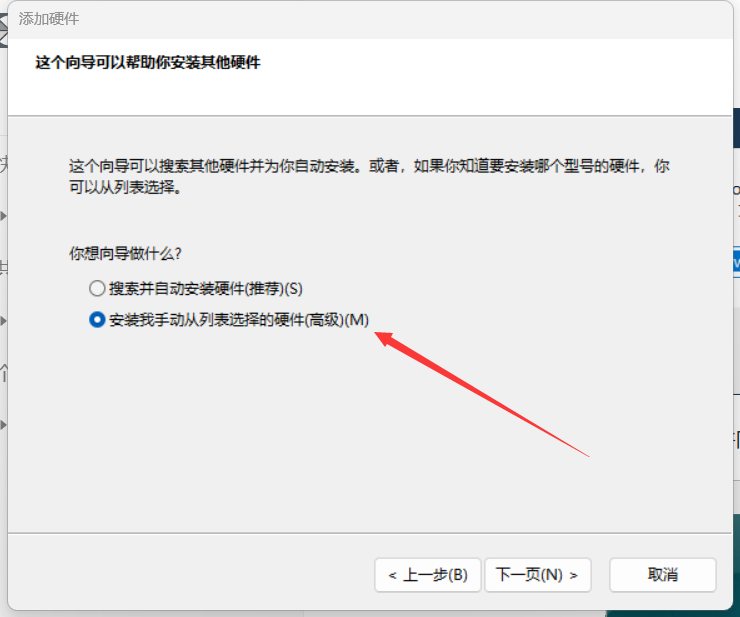 添加硬件
这个向导可以帮助你安装其他硬件
这个向导可以搜索其他硬件并为你自动安装。或者，如果你知道要安装哪个型号的硬件，你
可以从列表选择。
你想向导做什么?
搜索并自动安装硬件(推荐)(S)
安装我手动从列表选择的硬件(高级)(M)
< 上一步(B)
下一页(N) >
取消